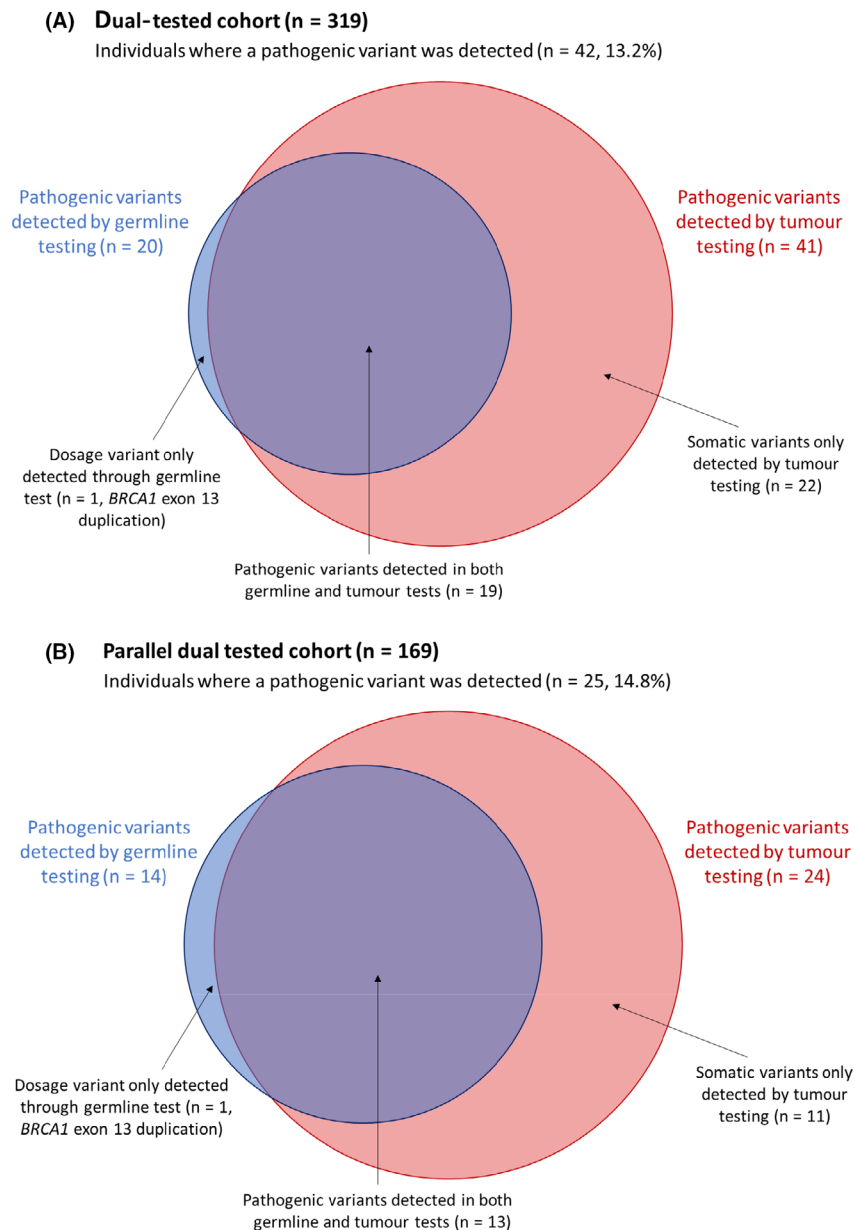 (A) Dual-tested cohort (n = 319)
Individuals where a pathogenic variant was detected (n = 42, 13.2%)
Pathogenic variants
detected by germline
testing (n = 20)
Pathogenic variants
detected by tumour
testing (n = 41)
Dosage variant only
detected through germline
test (n = 1, BRCA1 exon 13
duplication)
Somatic variants only
detected by tumour
testing (n = 22)
Pathogenic variants detected in both
germline and tumour tests (n = 19)
(B) Parallel dual tested cohort (n = 169)
Individuals where a pathogenic variant was detected (n = 25, 14.8%)
Pathogenic variants
detected by germline
testing (n = 14)
Pathogenic variants
detected by tumour
testing (n = 24)
Dosage variant only detected
through germline test (n = 1,
BRCA1 exon 13 duplication)
Somatic variants only
detected by tumour
testing (n = 11)
Pathogenic variants detected in both
germline and tumour tests (n = 13)